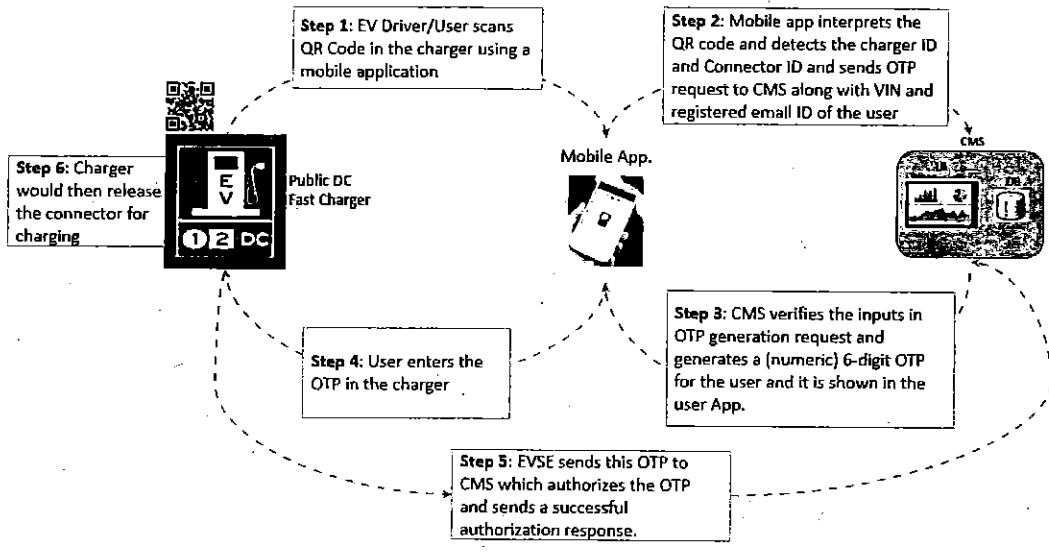 Step 1: EV Driver/User scans
QR Code in the charger using a
mobile application
Step 2: Mobile app interprets the
QR code and detects the charger ID
and Connector ID and sends OTP
request to CMS along with VIN and
registered email ID of the user
CMS
UI
DB
Mobile App.
Step 6: Charger
would then release
the connector for
charging
E
V
1 2 DC
Public DC
Fast Charger
Step 3: CMS verifies the inputs in
OTP generation request and
generates a (numeric) 6-digit OTP
for the user and it is shown in the
user App.
Step 4: User enters the
OTP in the charger
Step 5: EVSE sends this OTP to
CMS which authorizes the OTP
and sends a successful
authorization response.